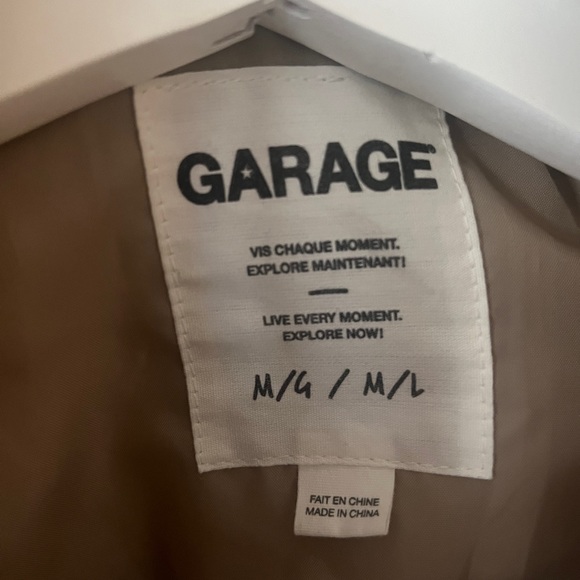 GARAGE®
VIS CHAQUE MOMENT.
EXPLORE MAINTENANT!
LIVE EVERY MOMENT.
EXPLORE NOW!
M/G / M/L
FAIT EN CHINE
MADE IN CHINA